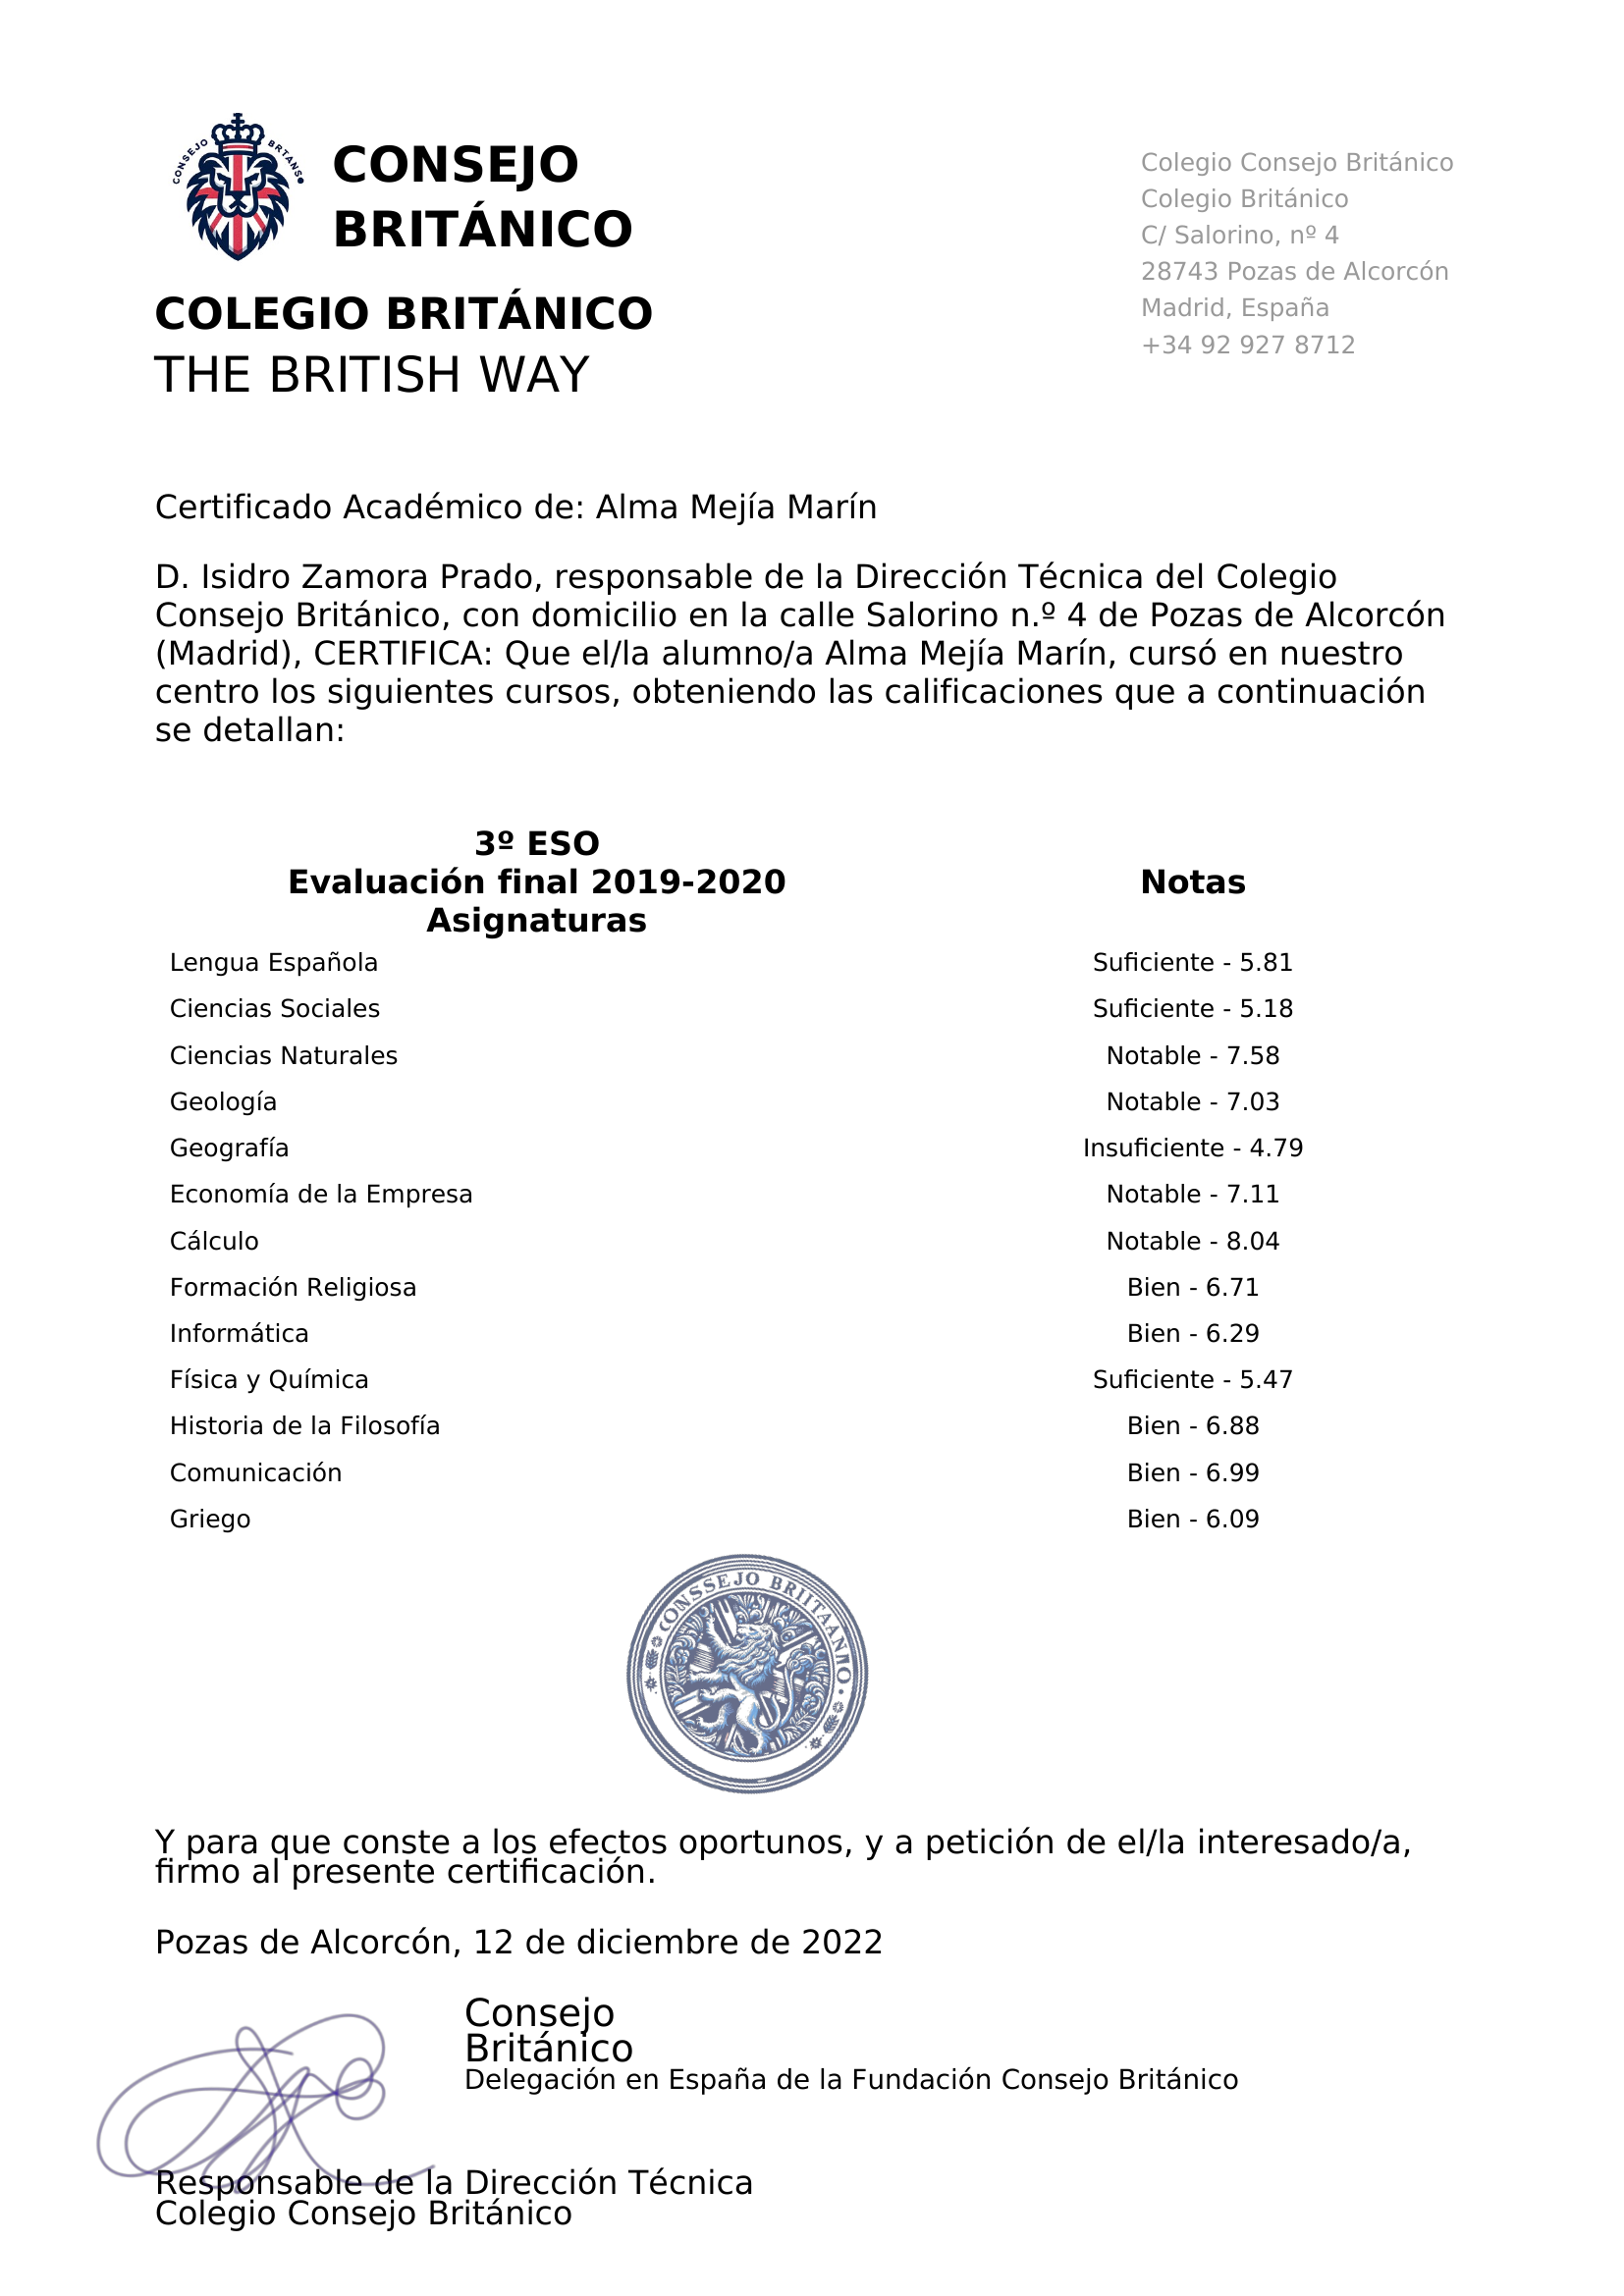 CONSEJO BRTANS
CONSEJO
BRITÁNICO
COLEGIO BRITÁNICO
THE BRITISH WAY
Colegio Consejo Británico
Colegio Británico
C/ Salorino, nº 4
28743 Pozas de Alcorcón
Madrid, España
+34 92 927 8712
Certificado Académico de: Alma Mejía Marín
D. Isidro Zamora Prado, responsable de la Dirección Técnica del Colegio
Consejo Británico, con domicilio en la calle Salorino n.º 4 de Pozas de Alcorcón
(Madrid), CERTIFICA: Que el/la alumno/a Alma Mejía Marín, cursó en nuestro
centro los siguientes cursos, obteniendo las calificaciones que a continuación
se detallan:
3º ESO
Evaluación final 2019-2020 Notas
Asignaturas
Lengua Española Suficiente - 5.81
Ciencias Sociales Suficiente - 5.18
Ciencias Naturales Notable - 7.58
Geología Notable - 7.03
Geografía Insuficiente - 4.79
Economía de la Empresa Notable - 7.11
Cálculo Notable - 8.04
Formación Religiosa Bien - 6.71
Informática Bien - 6.29
Física y Química Suficiente - 5.47
Historia de la Filosofía Bien - 6.88
Comunicación Bien - 6.99
Griego Bien - 6.09
CONSSEJO BRIITAANNO
Y para que conste a los efectos oportunos, y a petición de el/la interesado/a,
firmo al presente certificación.
Pozas de Alcorcón, 12 de diciembre de 2022
Consejo
Británico
Delegación en España de la Fundación Consejo Británico
Responsable de la Dirección Técnica
Colegio Consejo Británico